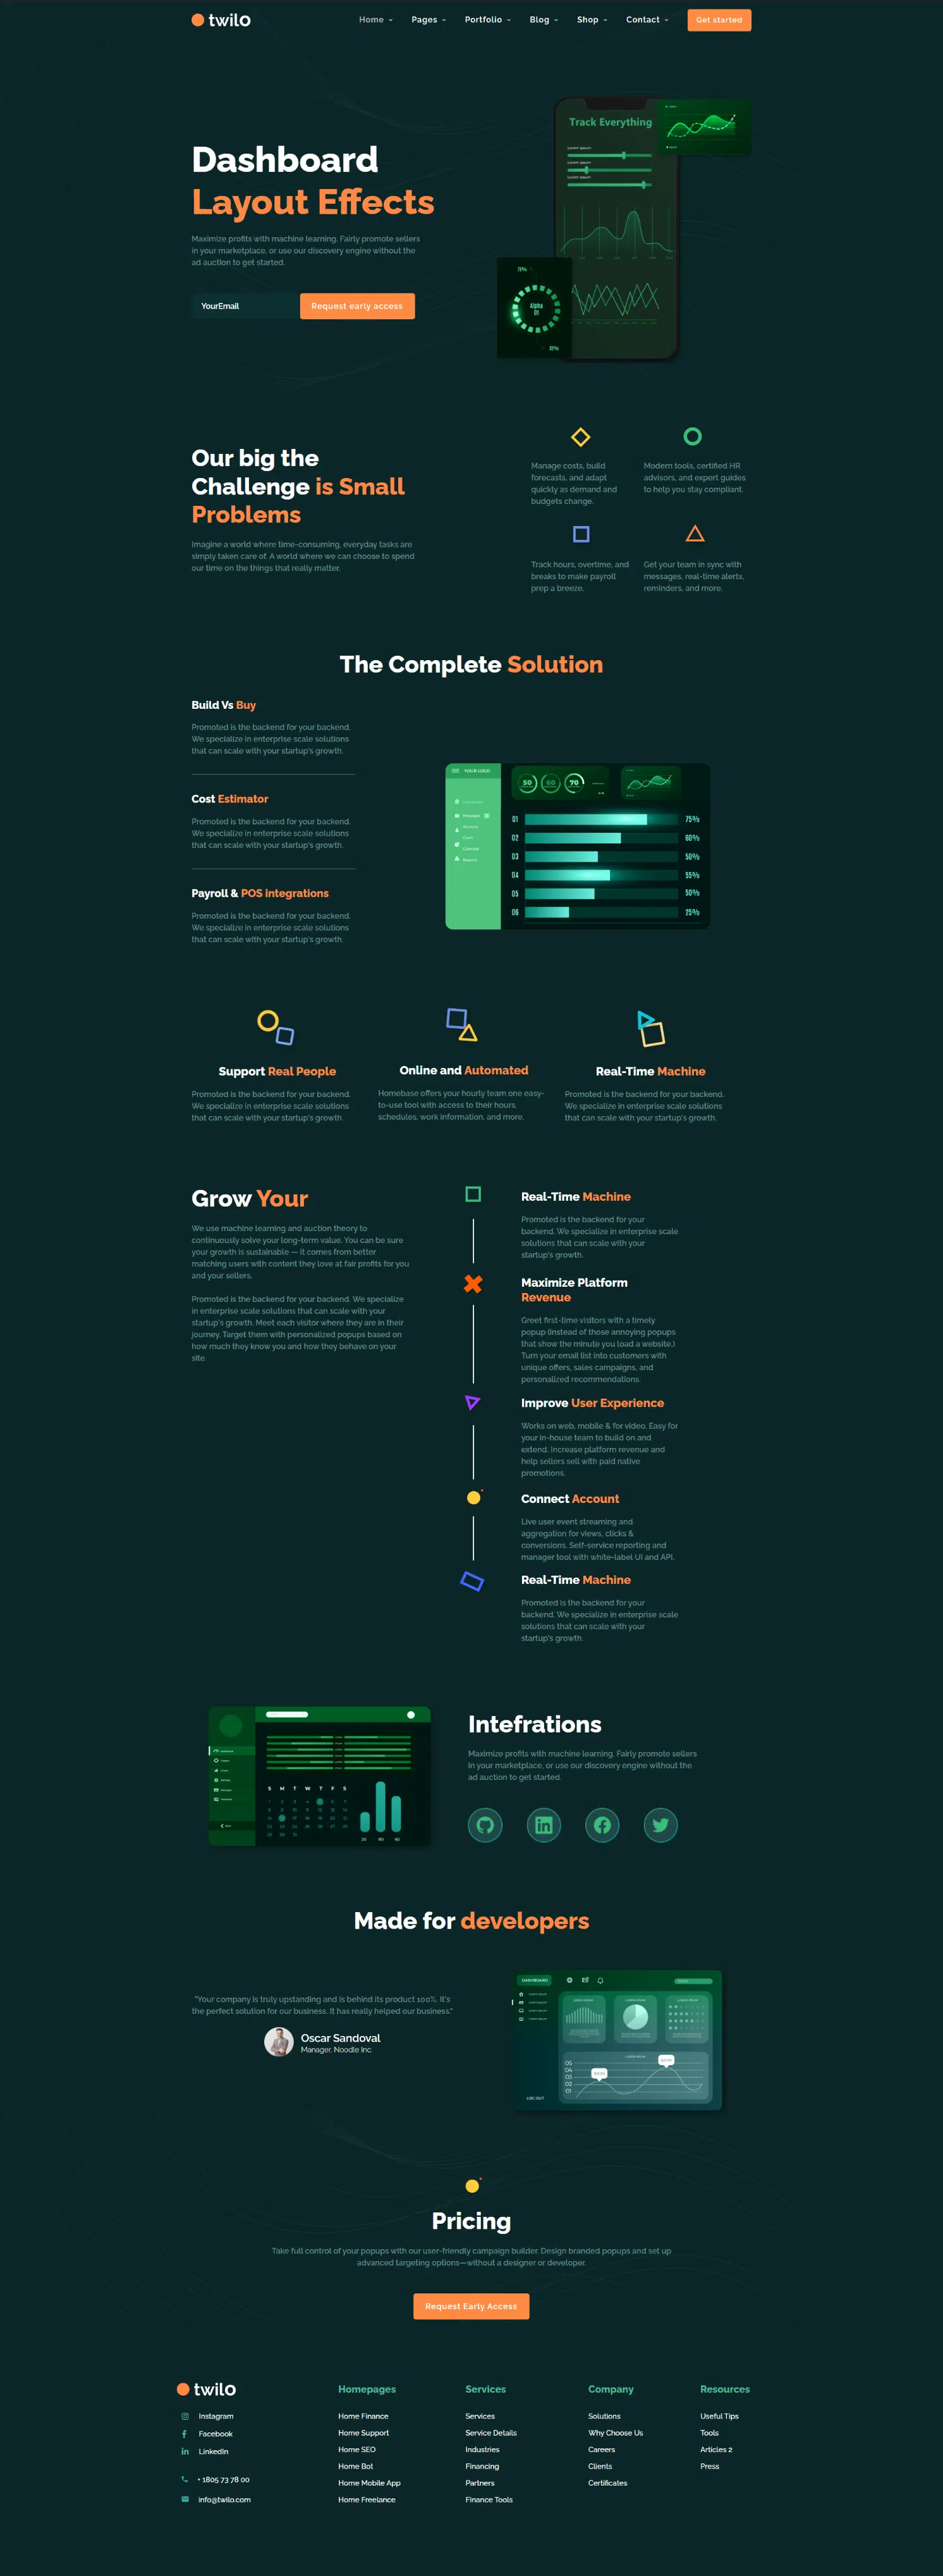 twilo
Home
Pages
Portfolio
Blog
Shop
Contact
Get started
Dashboard
Layout Effects
Maximize profits with machine learning. Fairly promote sellers
in your marketplace, or use our discovery engine without the
ad auction to get started.
YourEmail
Request early access
Track Everything
Lorem ipsum
Lorem ipsum
Lorem ipsum
75%
Alpha
01
Our big the
Challenge is Small
Problems
Imagine a world where time-consuming, everyday tasks are
simply taken care of. A world where we can choose to spend
our time on the things that really matter.
Manage costs, build
forecasts, and adapt
quickly as demand and
budgets change.
Modern tools, certified HR
advisors, and expert guides
to help you stay compliant.
Track hours, overtime, and
breaks to make payroll
prep a breeze.
Get your team in sync with
messages, real-time alerts,
reminders, and more.
The Complete Solution
Build Vs Buy
Promoted is the backend for your backend.
We specialize in enterprise scale solutions
that can scale with your startup's growth.
Cost Estimator
Promoted is the backend for your backend.
We specialize in enterprise scale solutions
that can scale with your startup's growth.
Payroll & POS integrations
Promoted is the backend for your backend.
We specialize in enterprise scale solutions
that can scale with your startup's growth.
YOUR LOGO
50
60
70
Messages
Calendar
01 75%
02 60%
03 50%
04 55%
05 50%
06 25%
Support Real People
Promoted is the backend for your backend.
We specialize in enterprise scale solutions
that can scale with your startup's growth.
Online and Automated
Homebase offers your hourly team one easy-
to-use tool with access to their hours,
schedules, work information, and more.
Real-Time Machine
Promoted is the backend for your backend.
We specialize in enterprise scale solutions
that can scale with your startup's growth.
Grow Your
We use machine learning and auction theory to
continuously solve your long-term value. You can be sure
your growth is sustainable — it comes from better
matching users with content they love at fair profits for you
and your sellers.
Promoted is the backend for your backend. We specialize
in enterprise scale solutions that can scale with your
startup's growth. Meet each visitor where they are in their
journey. Target them with personalized popups based on
how much they know you and how they behave on your
site.
Real-Time Machine
Promoted is the backend for your
backend. We specialize in enterprise scale
solutions that can scale with your
startup's growth.
Maximize Platform
Revenue
Greet first-time visitors with a timely
popup (instead of those annoying popups
that show the minute you load a website.)
Turn your email list into customers with
unique offers, sales campaigns, and
personalized recommendations.
Improve User Experience
Works on web, mobile & for video. Easy for
your in-house team to build on and
extend. Increase platform revenue and
help sellers sell with paid native
promotions.
Connect Account
Live user event streaming and
aggregation for views, clicks &
conversions. Self-service reporting and
manager tool with white-label UI and API.
Real-Time Machine
Promoted is the backend for your
backend. We specialize in enterprise scale
solutions that can scale with your
startup's growth.
S M T W T F S
Intefrations
Maximize profits with machine learning. Fairly promote sellers
in your marketplace, or use our discovery engine without the
ad auction to get started.
Made for developers
"Your company is truly upstanding and is behind its product 100%. It's
the perfect solution for our business. It has really helped our business."
Oscar Sandoval
Manager. Noodle Inc.
DASHBOARD
LOREM IPSUM
LOREM IPSUM
LOREM IPSUM
LOREM IPSUM
05
04
03
02
01
LOG OUT
Pricing
Take full control of your popups with our user-friendly campaign builder. Design branded popups and set up
advanced targeting options—without a designer or developer.
Request Early Access
twilo
Instagram
Facebook
LinkedIn
+ 1805 73 78 00
info@twilo.com
Homepages
Home Finance
Home Support
Home SEO
Home Bot
Home Mobile App
Home Freelance
Services
Services
Service Details
Industries
Financing
Partners
Finance Tools
Company
Solutions
Why Choose Us
Careers
Clients
Certificates
Resources
Useful Tips
Tools
Articles 2
Press